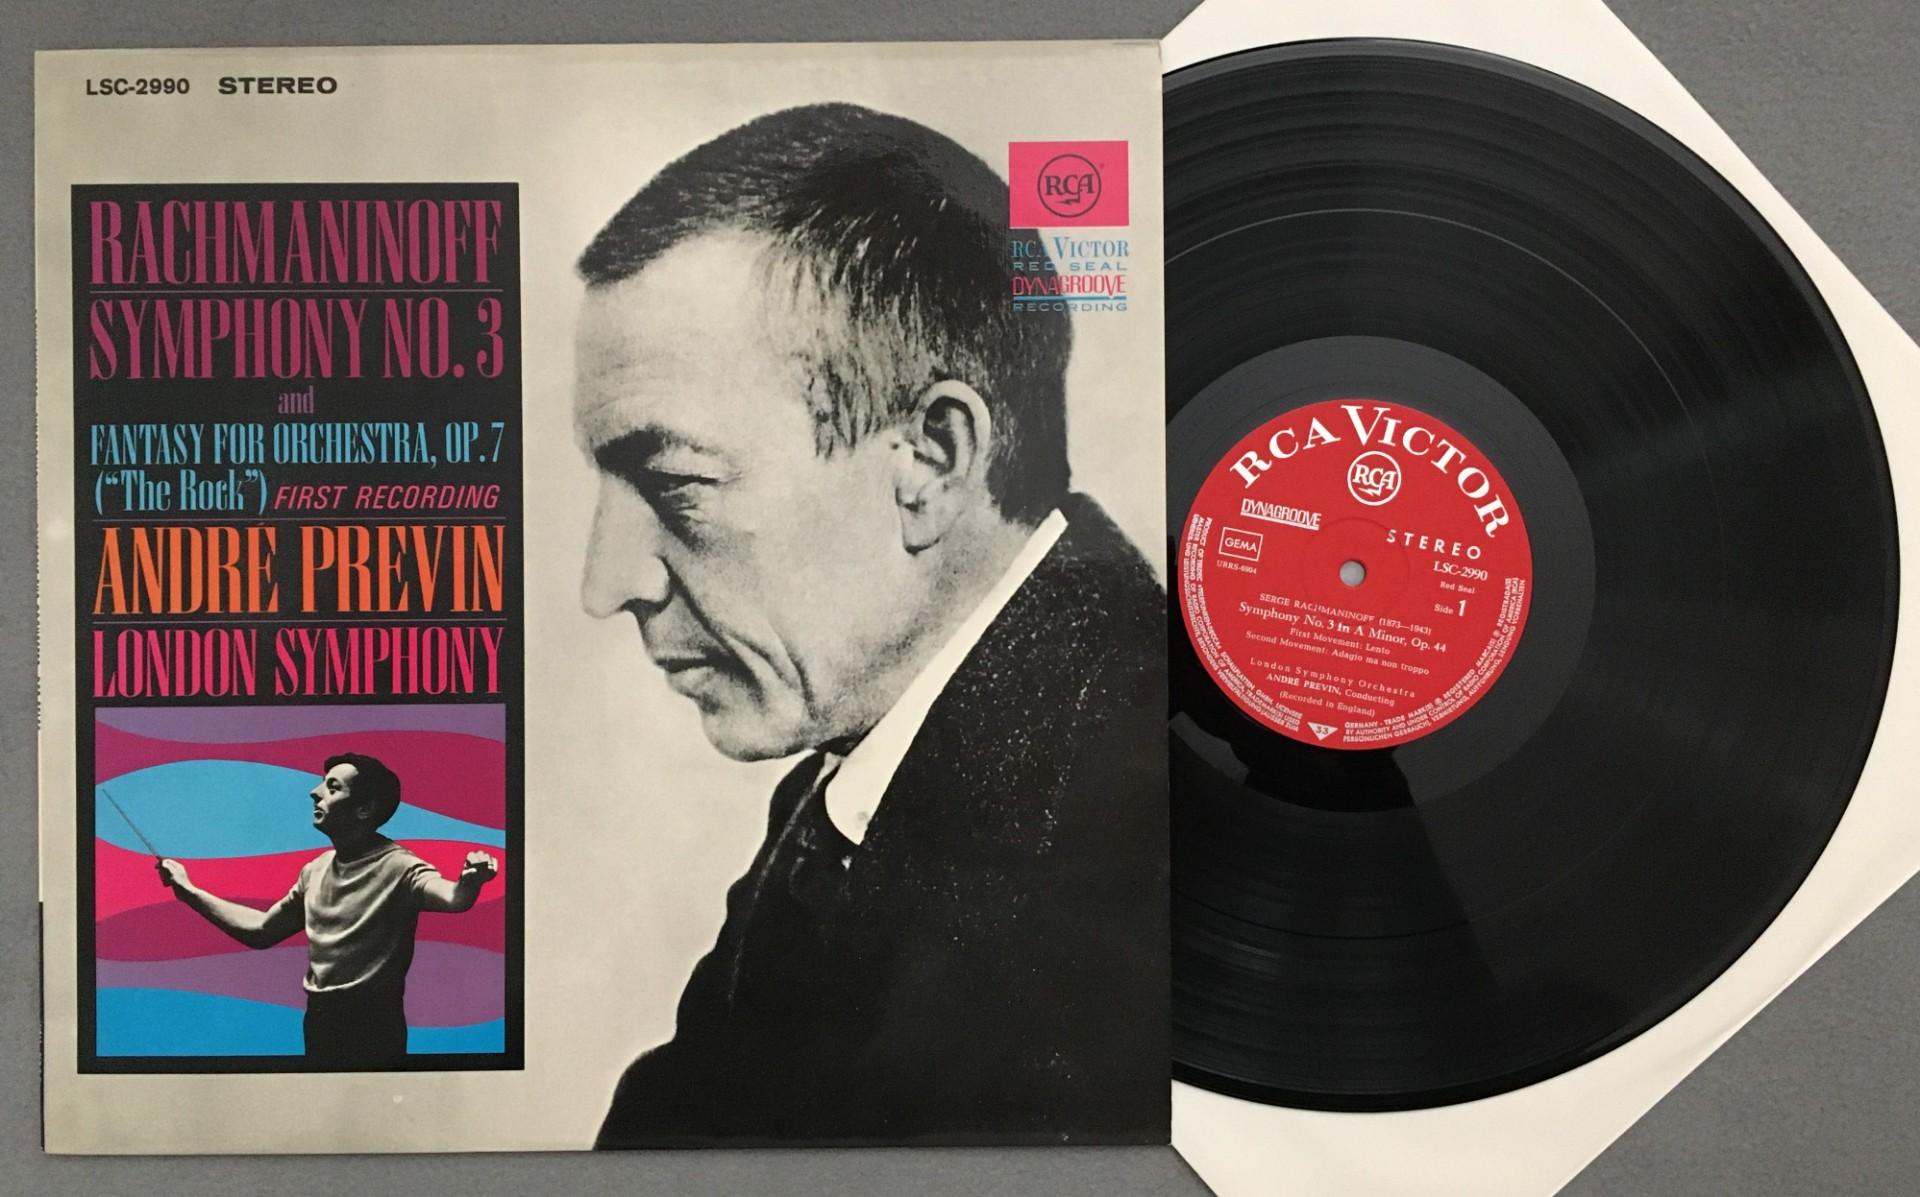 LSC-2990 STEREO
RACHMANINOFF
SYMPHONY NO. 3
and
FANTASY FOR ORCHESTRA, OP. 7
("The Rock") FIRST RECORDING
ANDRÉ PREVIN
LONDON SYMPHONY
RCA
RCA VICTOR
RED SEAL
DYNAGROOVE
RECORDING
RCA VICTOR
RCA
DYNAGROOVE
STEREO
GEMA
LSC-2990
URRS-6904
Red Seal
Side 1
SERGE RACHMANINOFF (1873—1943)
Symphony No. 3 in A Minor, Op. 44
First Movement: Lento
Second Movement: Adagio ma non troppo
London Symphony Orchestra
ANDRÉ PREVIN, Conducting
(Recorded in England)
33